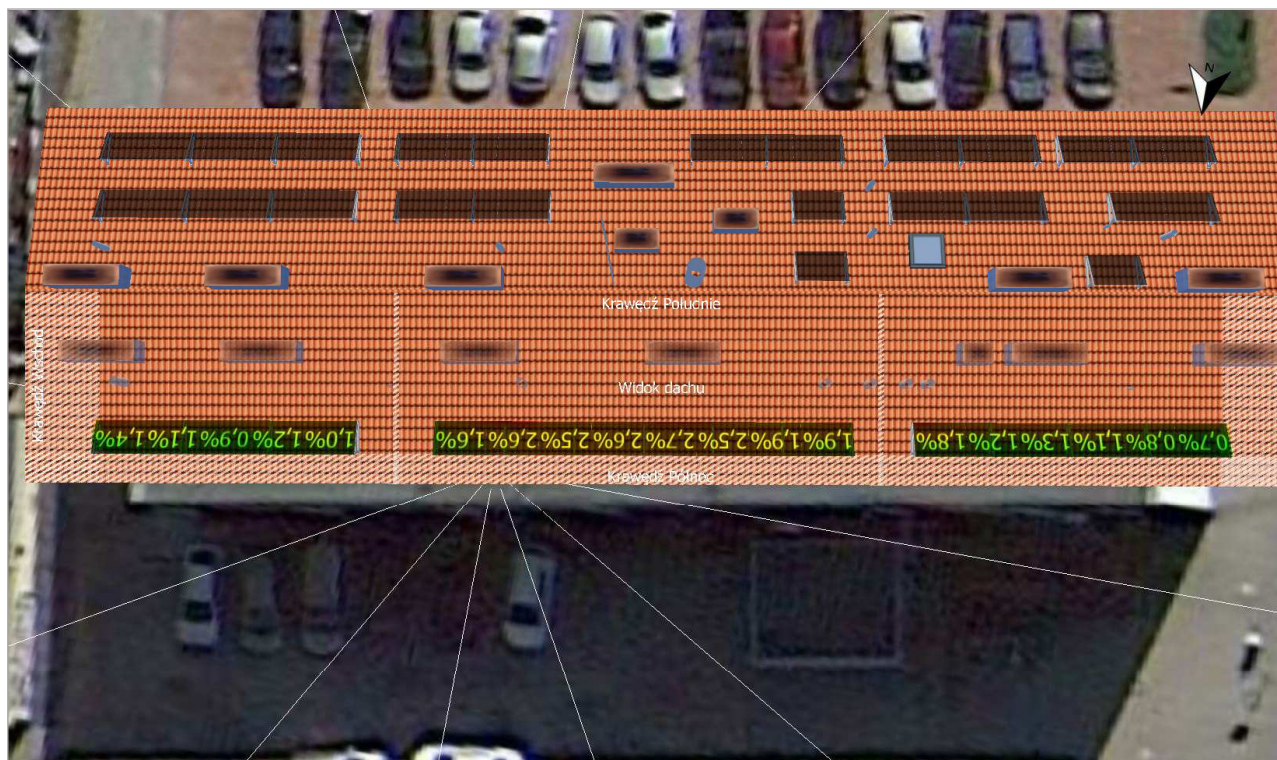 N
Krawędź Południe
Krawędź Wschód
Widok dachu
1,0% 1,2% 0,9% 1,1% 1,4%
1,9% 1,9% 2,5% 2,7% 2,6% 2,5% 2,6% 1,6%
0,7% 0,8% 1,1% 1,3% 1,2% 1,8%
Krawędź Północ